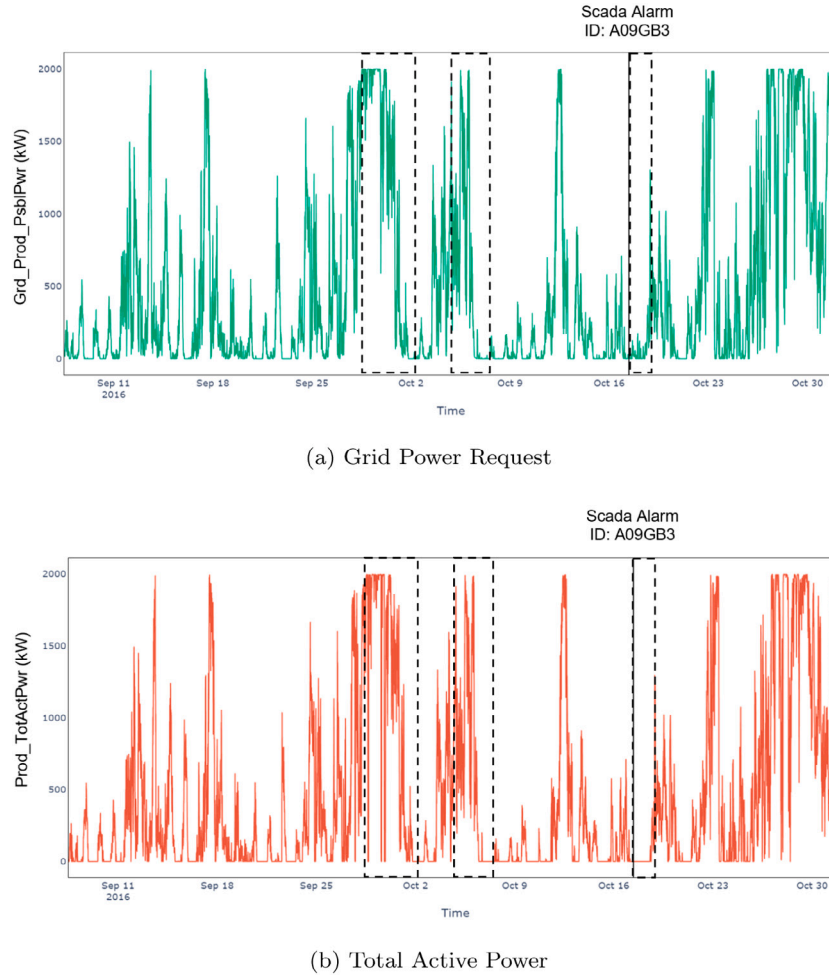 Scada Alarm
ID: A09GB3
Grd_Prod_PsblPwr (kW)
2000
1500
1000
500
0
Sep 11
2016
Sep 18
Sep 25
Oct 2
Oct 9
Oct 16
Oct 23
Oct 30
Time
(a) Grid Power Request
Scada Alarm
ID: A09GB3
Prod_TotActPwr (kW)
2000
1500
1000
500
0
Sep 11
2016
Sep 18
Sep 25
Oct 2
Oct 9
Oct 16
Oct 23
Oct 30
Time
(b) Total Active Power